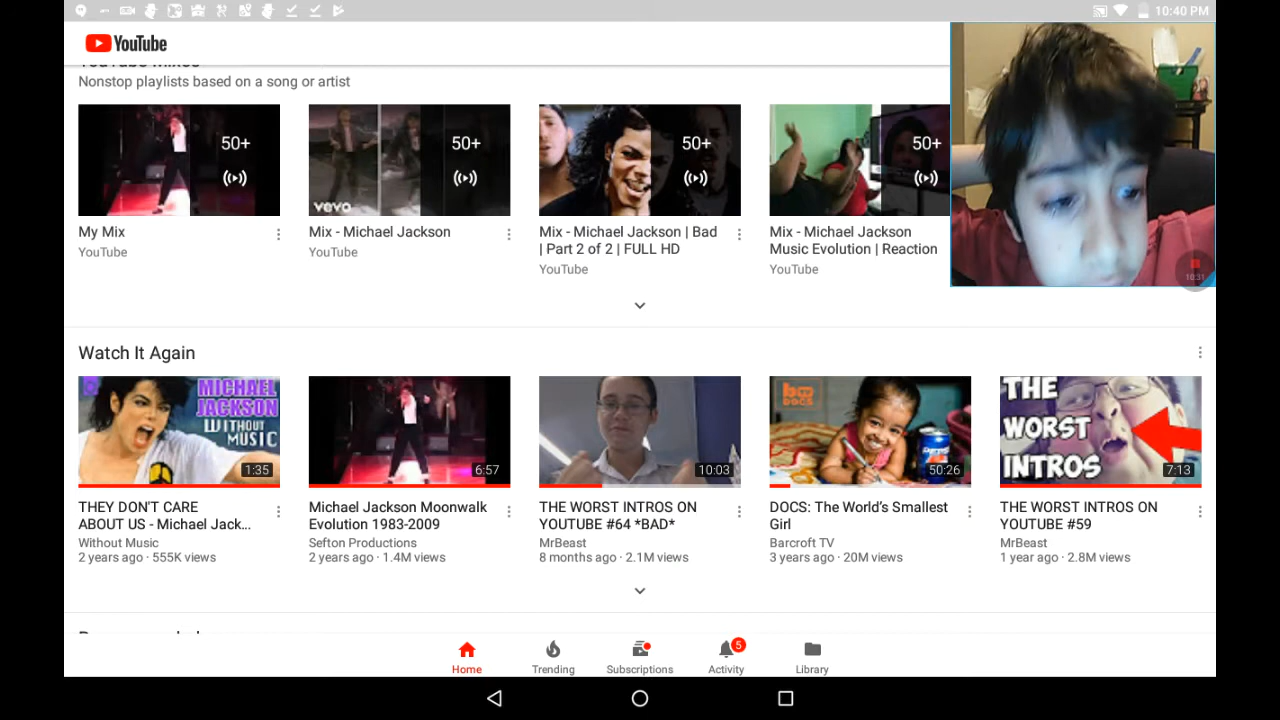 10:40 PM
YouTube
YouTube Mixes
Nonstop playlists based on a song or artist
50+
50+
50+
50+
vevo
My Mix
YouTube
Mix - Michael Jackson
YouTube
Mix - Michael Jackson | Bad
| Part 2 of 2 | FULL HD
YouTube
Mix - Michael Jackson
Music Evolution | Reaction
YouTube
10:31
Watch It Again
MICHAEL
JACKSON
WITHOUT
MUSIC
1:35
6:57
10:03
DOCS
50:26
THE
WORST
INTROS
7:13
THEY DON'T CARE
ABOUT US - Michael Jack...
Without Music
2 years ago · 555K views
Michael Jackson Moonwalk
Evolution 1983-2009
Sefton Productions
2 years ago · 1.4M views
THE WORST INTROS ON
YOUTUBE #64 *BAD*
MrBeast
8 months ago · 2.1M views
DOCS: The World's Smallest
Girl
Barcroft TV
3 years ago · 20M views
THE WORST INTROS ON
YOUTUBE #59
MrBeast
1 year ago · 2.8M views
Home
Trending
Subscriptions
5
Activity
Library